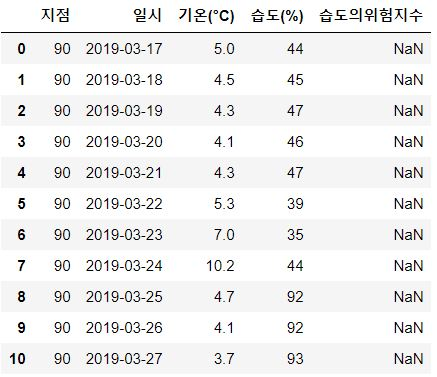 지점 일시 기온(°C) 습도(%) 습도의위험지수
0 90 2019-03-17 5.0 44 NaN
1 90 2019-03-18 4.5 45 NaN
2 90 2019-03-19 4.3 47 NaN
3 90 2019-03-20 4.1 46 NaN
4 90 2019-03-21 4.3 47 NaN
5 90 2019-03-22 5.3 39 NaN
6 90 2019-03-23 7.0 35 NaN
7 90 2019-03-24 10.2 44 NaN
8 90 2019-03-25 4.7 92 NaN
9 90 2019-03-26 4.1 92 NaN
10 90 2019-03-27 3.7 93 NaN